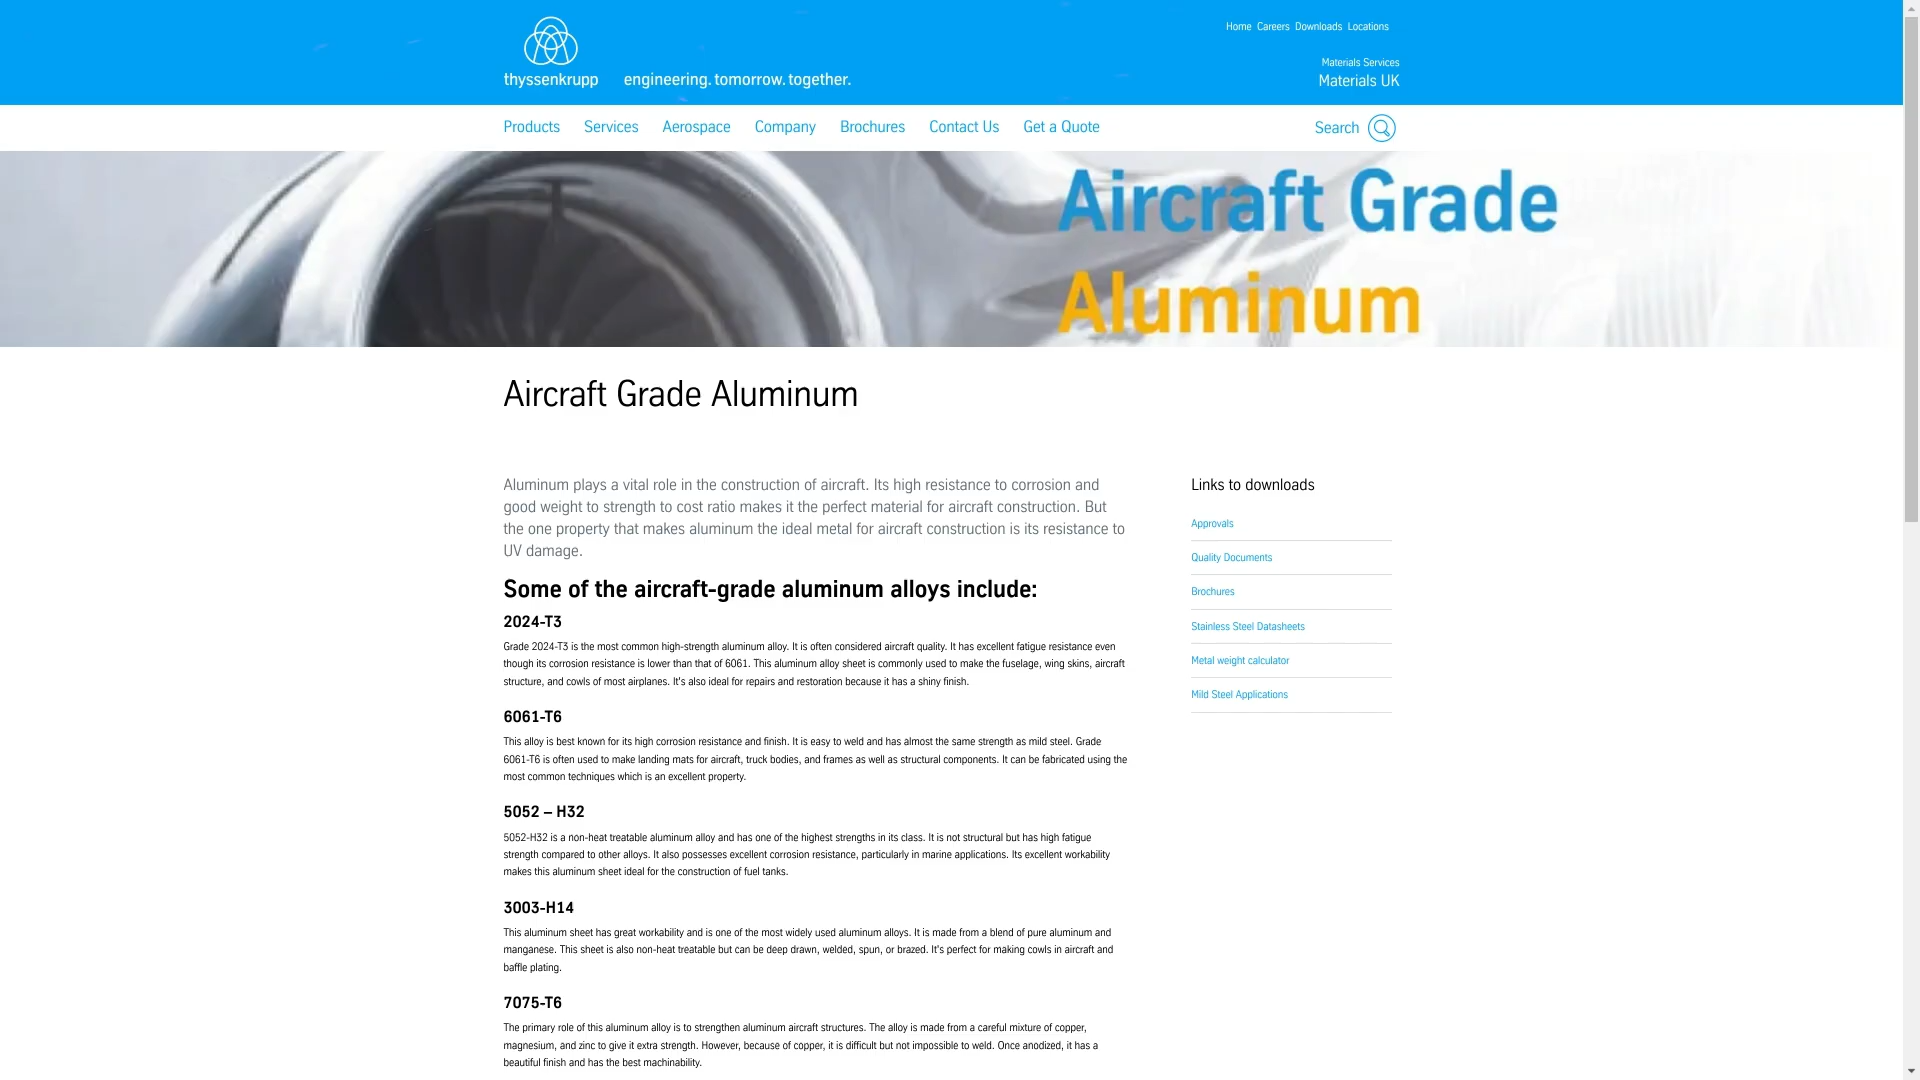 Home Careers Downloads Locations
thyssenkrupp engineering. tomorrow. together.
Materials Services
Materials UK
Products Services Aerospace Company Brochures Contact Us Get a Quote Search
Aircraft Grade
Aluminum
Aircraft Grade Aluminum
Aluminum plays a vital role in the construction of aircraft. Its high resistance to corrosion and
good weight to strength to cost ratio makes it the perfect material for aircraft construction. But
the one property that makes aluminum the ideal metal for aircraft construction is its resistance to
UV damage.
Some of the aircraft-grade aluminum alloys include:
2024-T3
Grade 2024-T3 is the most common high-strength aluminum alloy. It is often considered aircraft quality. It has excellent fatigue resistance even
though its corrosion resistance is lower than that of 6061. This aluminum alloy sheet is commonly used to make the fuselage, wing skins, aircraft
structure, and cowls of most airplanes. It's also ideal for repairs and restoration because it has a shiny finish.
6061-T6
This alloy is best known for its high corrosion resistance and finish. It is easy to weld and has almost the same strength as mild steel. Grade
6061-T6 is often used to make landing mats for aircraft, truck bodies, and frames as well as structural components. It can be fabricated using the
most common techniques which is an excellent property.
5052 – H32
5052-H32 is a non-heat treatable aluminum alloy and has one of the highest strengths in its class. It is not structural but has high fatigue
strength compared to other alloys. It also possesses excellent corrosion resistance, particularly in marine applications. Its excellent workability
makes this aluminum sheet ideal for the construction of fuel tanks.
3003-H14
This aluminum sheet has great workability and is one of the most widely used aluminum alloys. It is made from a blend of pure aluminum and
manganese. This sheet is also non-heat treatable but can be deep drawn, welded, spun, or brazed. It's perfect for making cowls in aircraft and
baffle plating.
7075-T6
The primary role of this aluminum alloy is to strengthen aluminum aircraft structures. The alloy is made from a careful mixture of copper,
magnesium, and zinc to give it extra strength. However, because of copper, it is difficult but not impossible to weld. Once anodized, it has a
beautiful finish and has the best machinability.
Links to downloads
Approvals
Quality Documents
Brochures
Stainless Steel Datasheets
Metal weight calculator
Mild Steel Applications